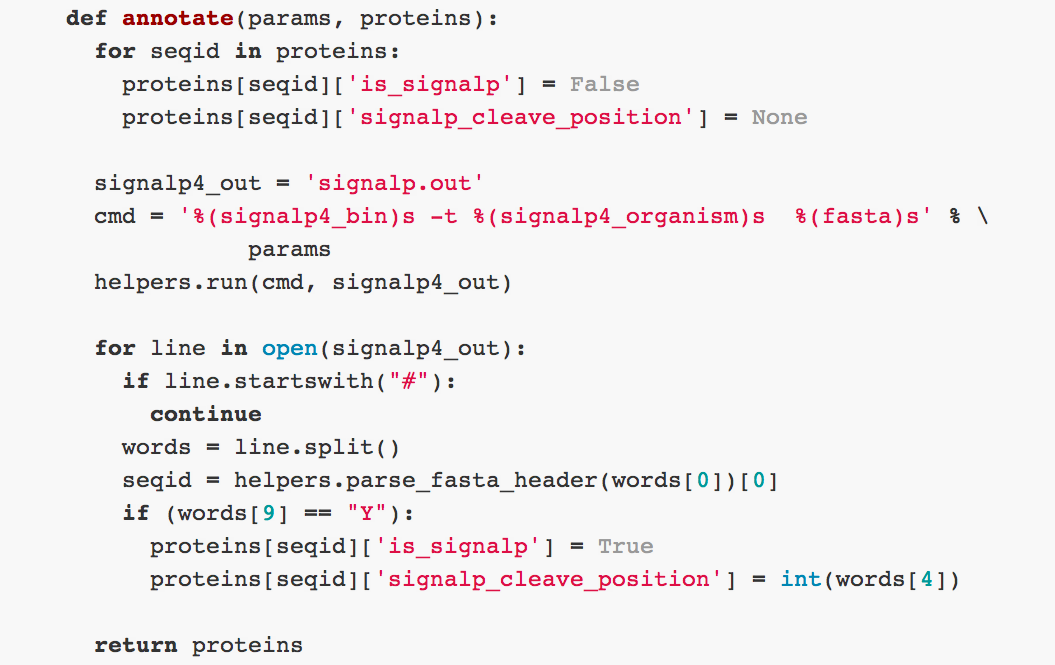 def annotate(params, proteins):
  for seqid in proteins:
    proteins[seqid]['is_signalp'] = False
    proteins[seqid]['signalp_cleave_position'] = None

  signalp4_out = 'signalp.out'
  cmd = '%(signalp4_bin)s -t %(signalp4_organism)s  %(fasta)s' % \
             params
  helpers.run(cmd, signalp4_out)

  for line in open(signalp4_out):
    if line.startswith("#"):
      continue
    words = line.split()
    seqid = helpers.parse_fasta_header(words[0])[0]
    if (words[9] == "Y"):
      proteins[seqid]['is_signalp'] = True
      proteins[seqid]['signalp_cleave_position'] = int(words[4])

  return proteins